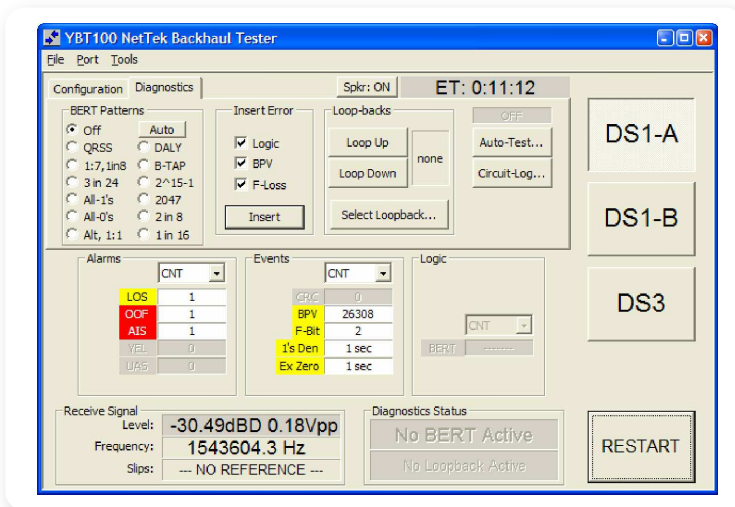 YBT100 NetTek Backhaul Tester
File Port Tools
Configuration Diagnostics Spkr: ON ET: 0:11:12
BERT Patterns
Off Auto
QRSS DALY
1:7,1in8 B-TAP
3 in 24 2^15-1
All-1's 2047
All-0's 2 in 8
Alt, 1:1 1 in 16
Insert Error
Logic
BPV
F-Loss
Insert
Loop-backs
Loop Up
Loop Down
none
Select Loopback...
OFF
Auto-Test...
Circuit-Log...
DS1-A
DS1-B
DS3
RESTART
Alarms
CNT
LOS 1
OOF 1
AIS 1
YEL 0
UAS 0
Events
CNT
CRC 0
BPV 26308
F-Bit 2
1's Den 1 sec
Ex Zero 1 sec
Logic
CNT
BERT -------
Receive Signal
Level: -30.49dBD 0.18Vpp
Frequency: 1543604.3 Hz
Slips: --- NO REFERENCE ---
Diagnostics Status
No BERT Active
No Loopback Active